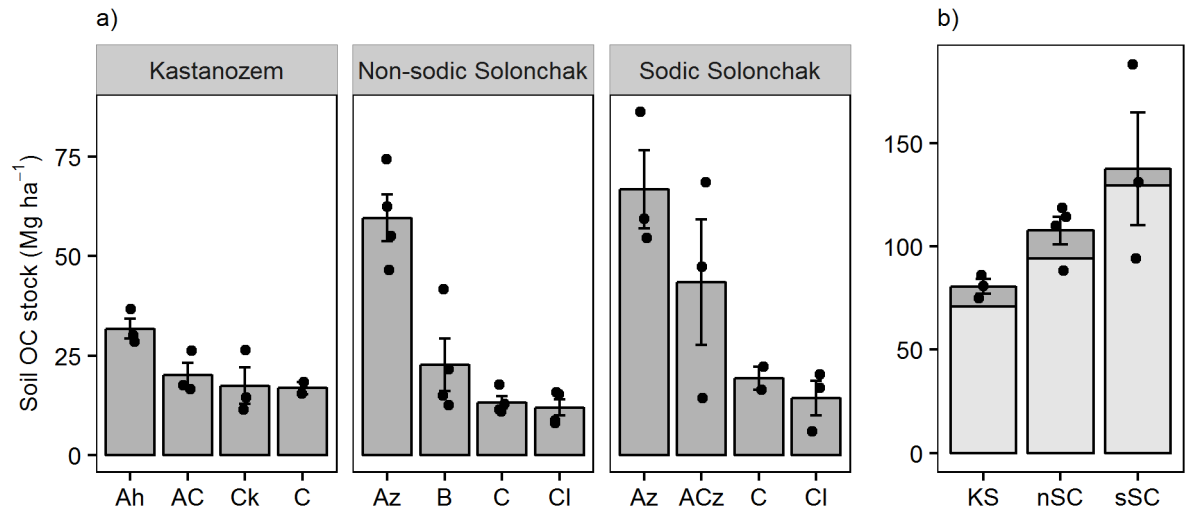 a) b)
Kastanozem Non-sodic Solonchak Sodic Solonchak
Soil OC stock (Mg ha⁻¹)
75
50
25
0
150
100
50
0
Ah AC Ck C Az B C Cl Az ACz C Cl KS nSC sSC